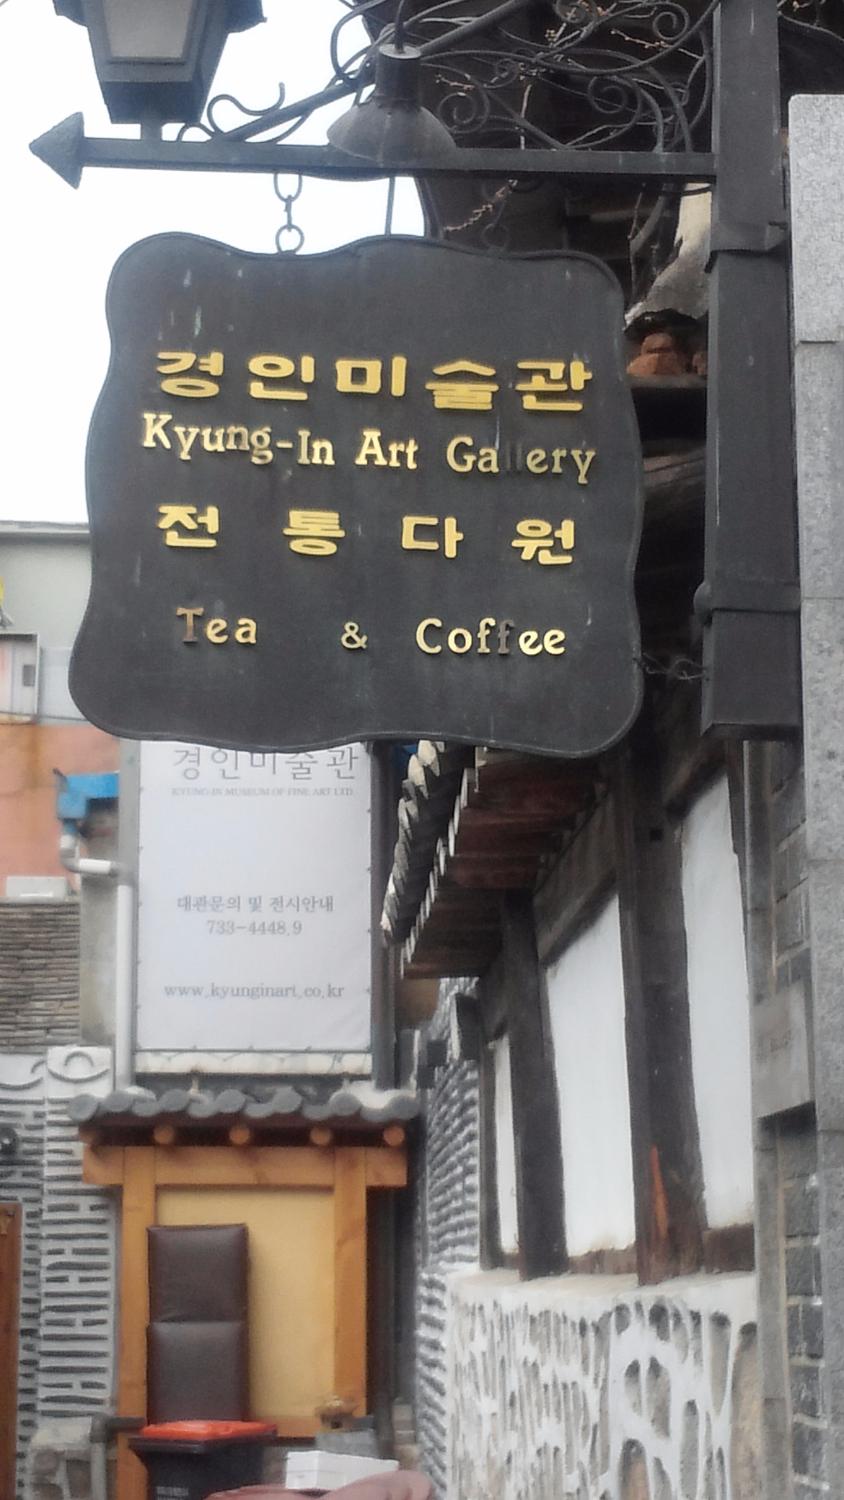 경인미술관
Kyung-In Art Gallery
전통다원
Tea & Coffee
경인미술관
KYUNG-IN MUSEUM OF FINE ART LTD.
대관문의 및 전시안내
733-4448,9
www.kyunginart.co.kr